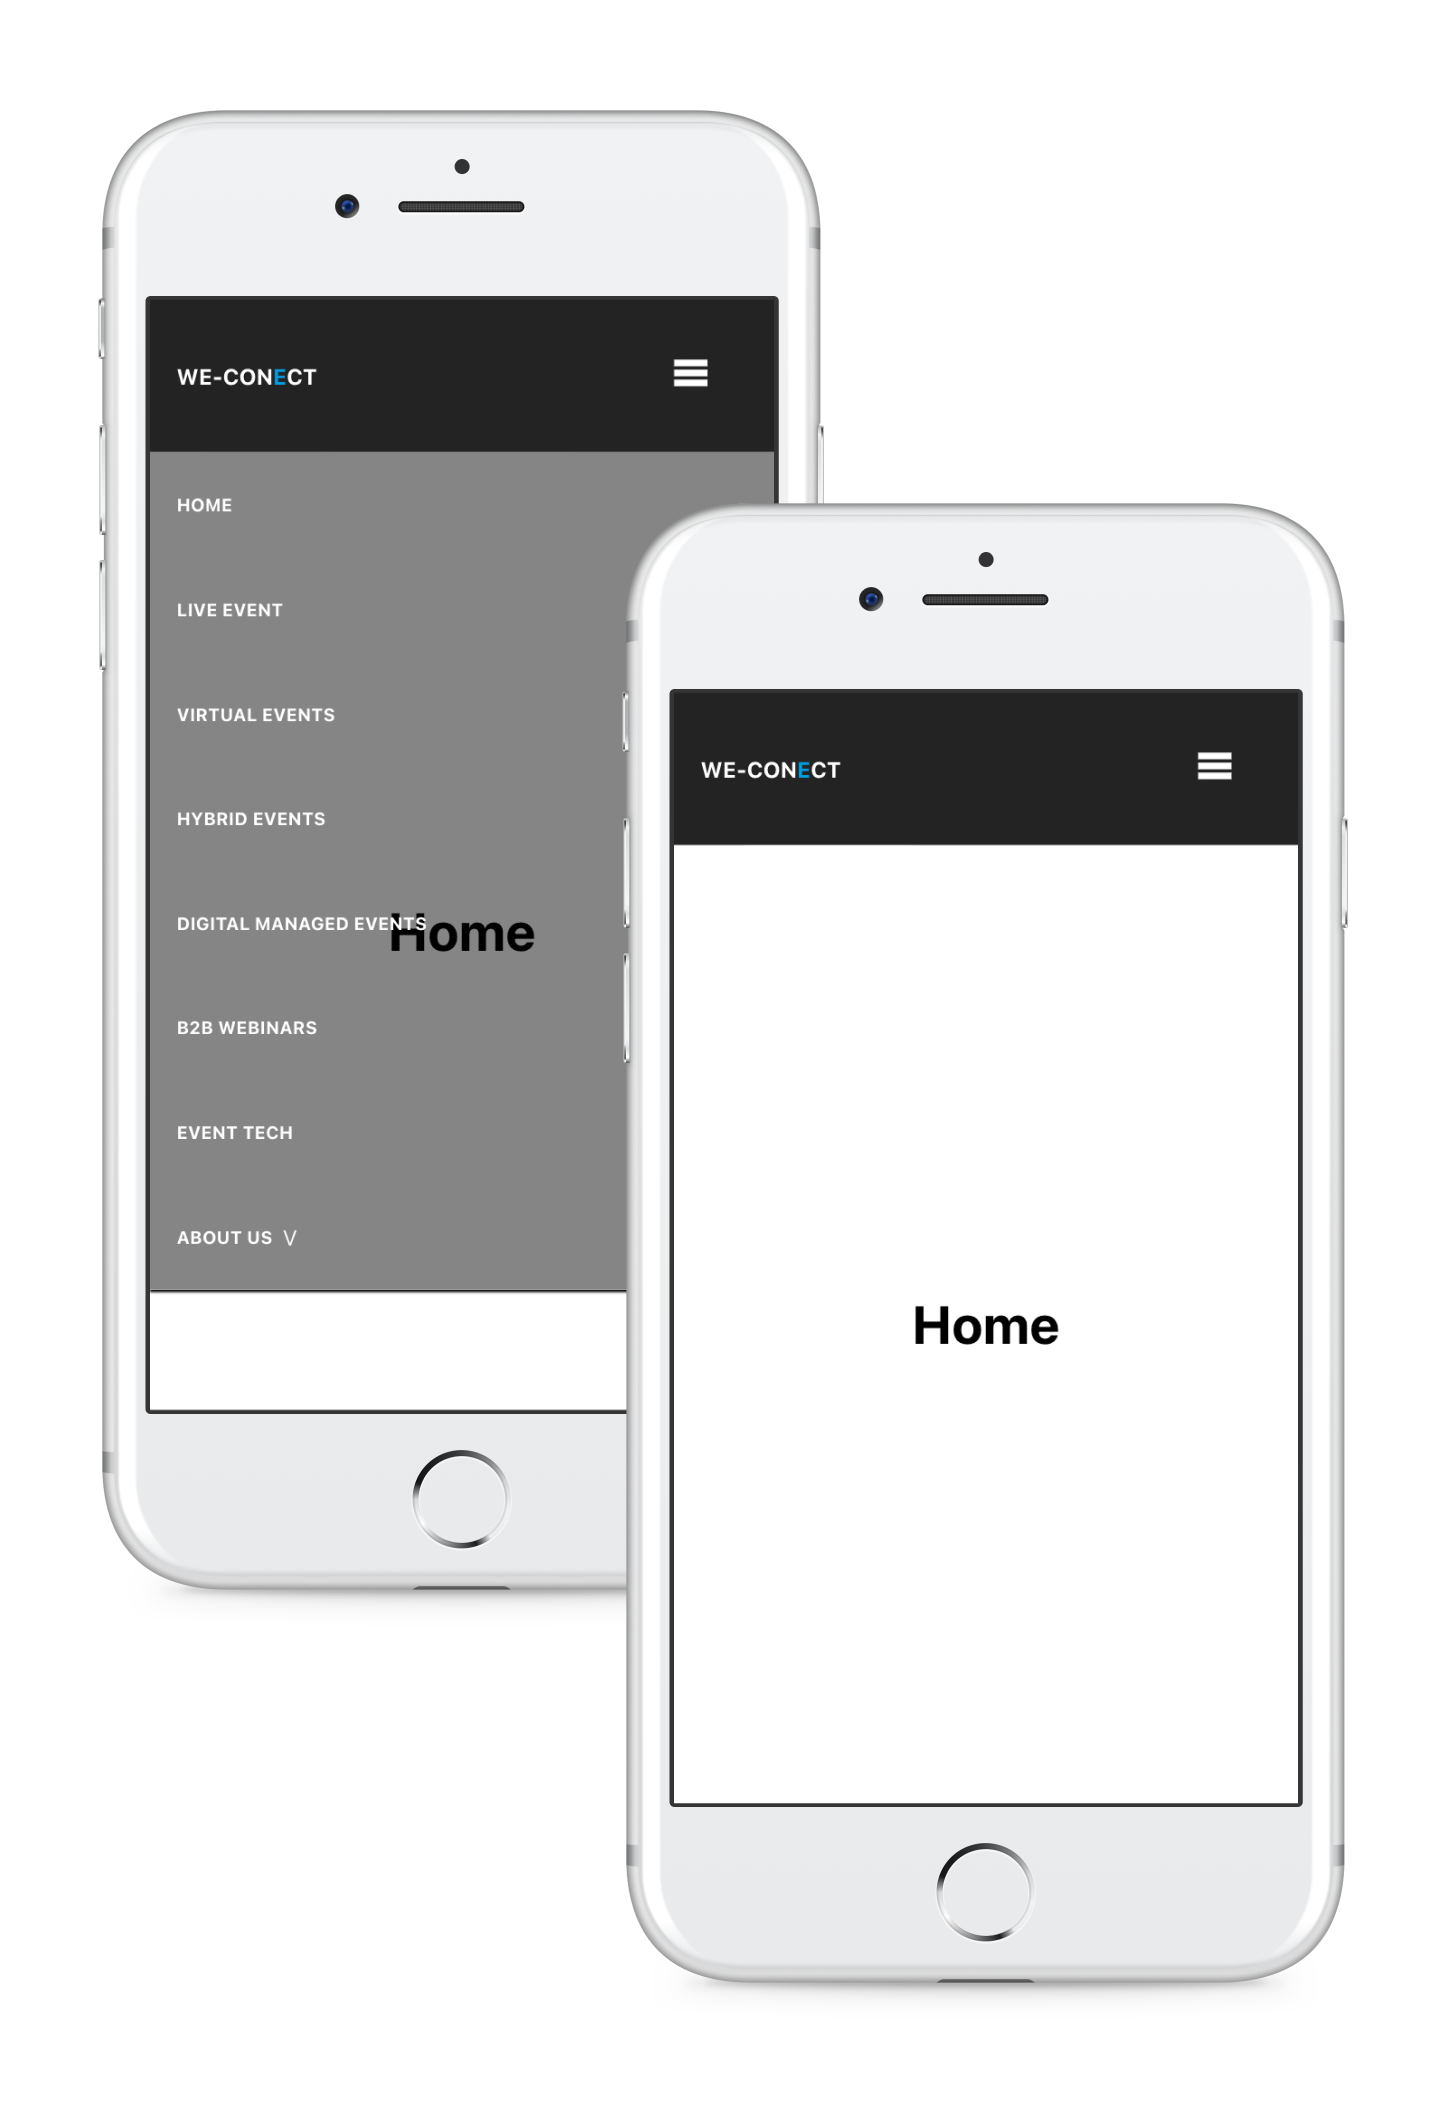 WE-CONECT
HOME
LIVE EVENT
VIRTUAL EVENTS
HYBRID EVENTS
DIGITAL MANAGED EVENTS
Home
B2B WEBINARS
EVENT TECH
ABOUT US V
WE-CONECT
Home